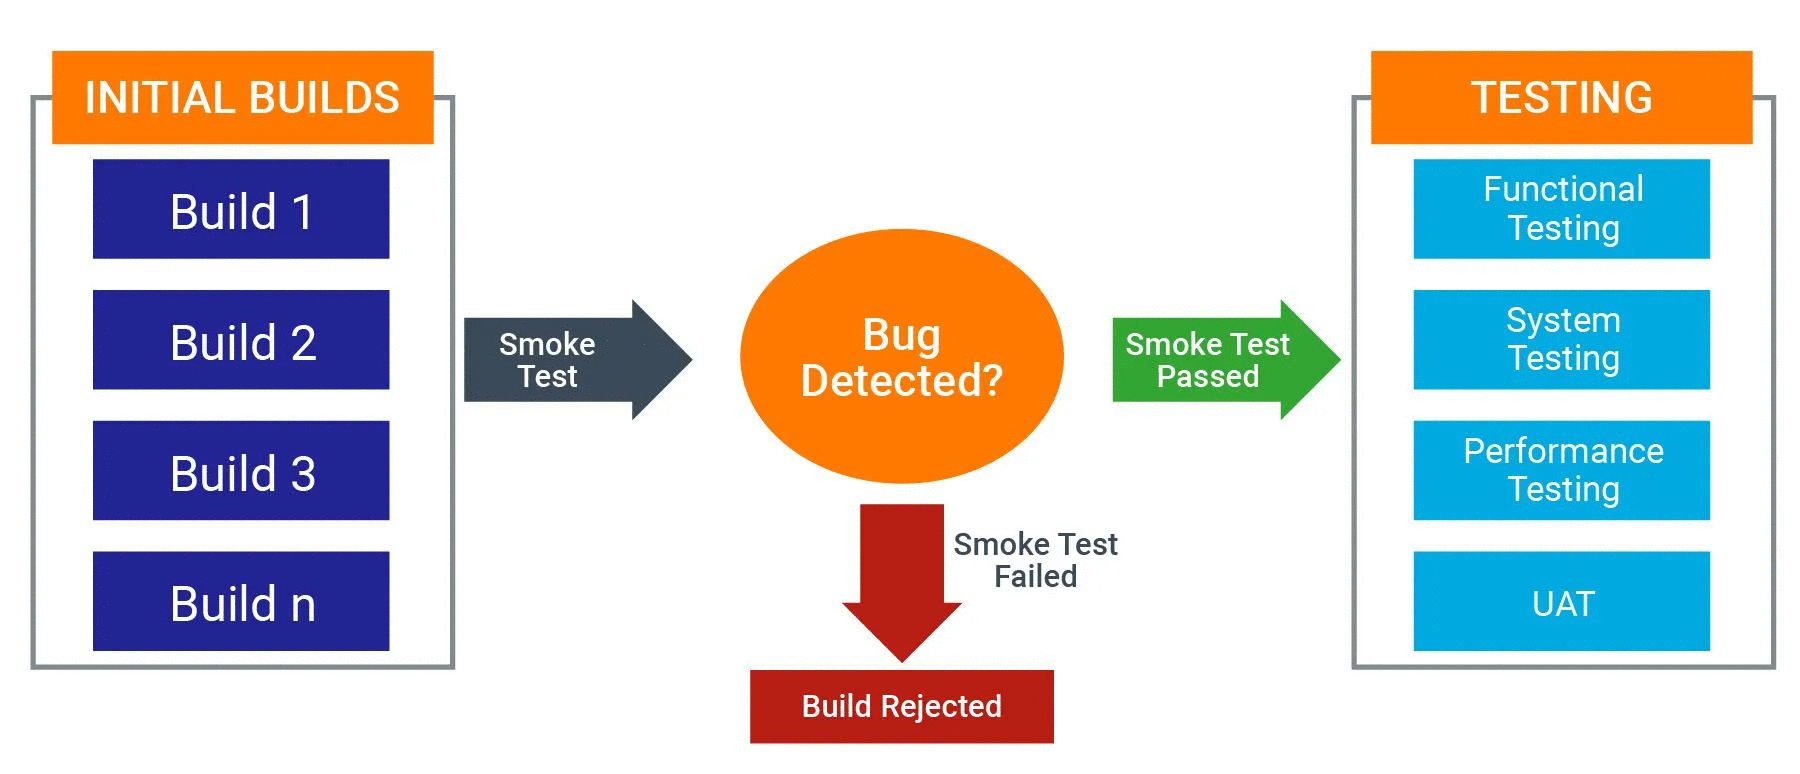 INITIAL BUILDS
Build 1
Build 2
Build 3
Build n
Smoke
Test
Bug
Detected?
Smoke Test
Passed
Smoke Test
Failed
Build Rejected
TESTING
Functional
Testing
System
Testing
Performance
Testing
UAT